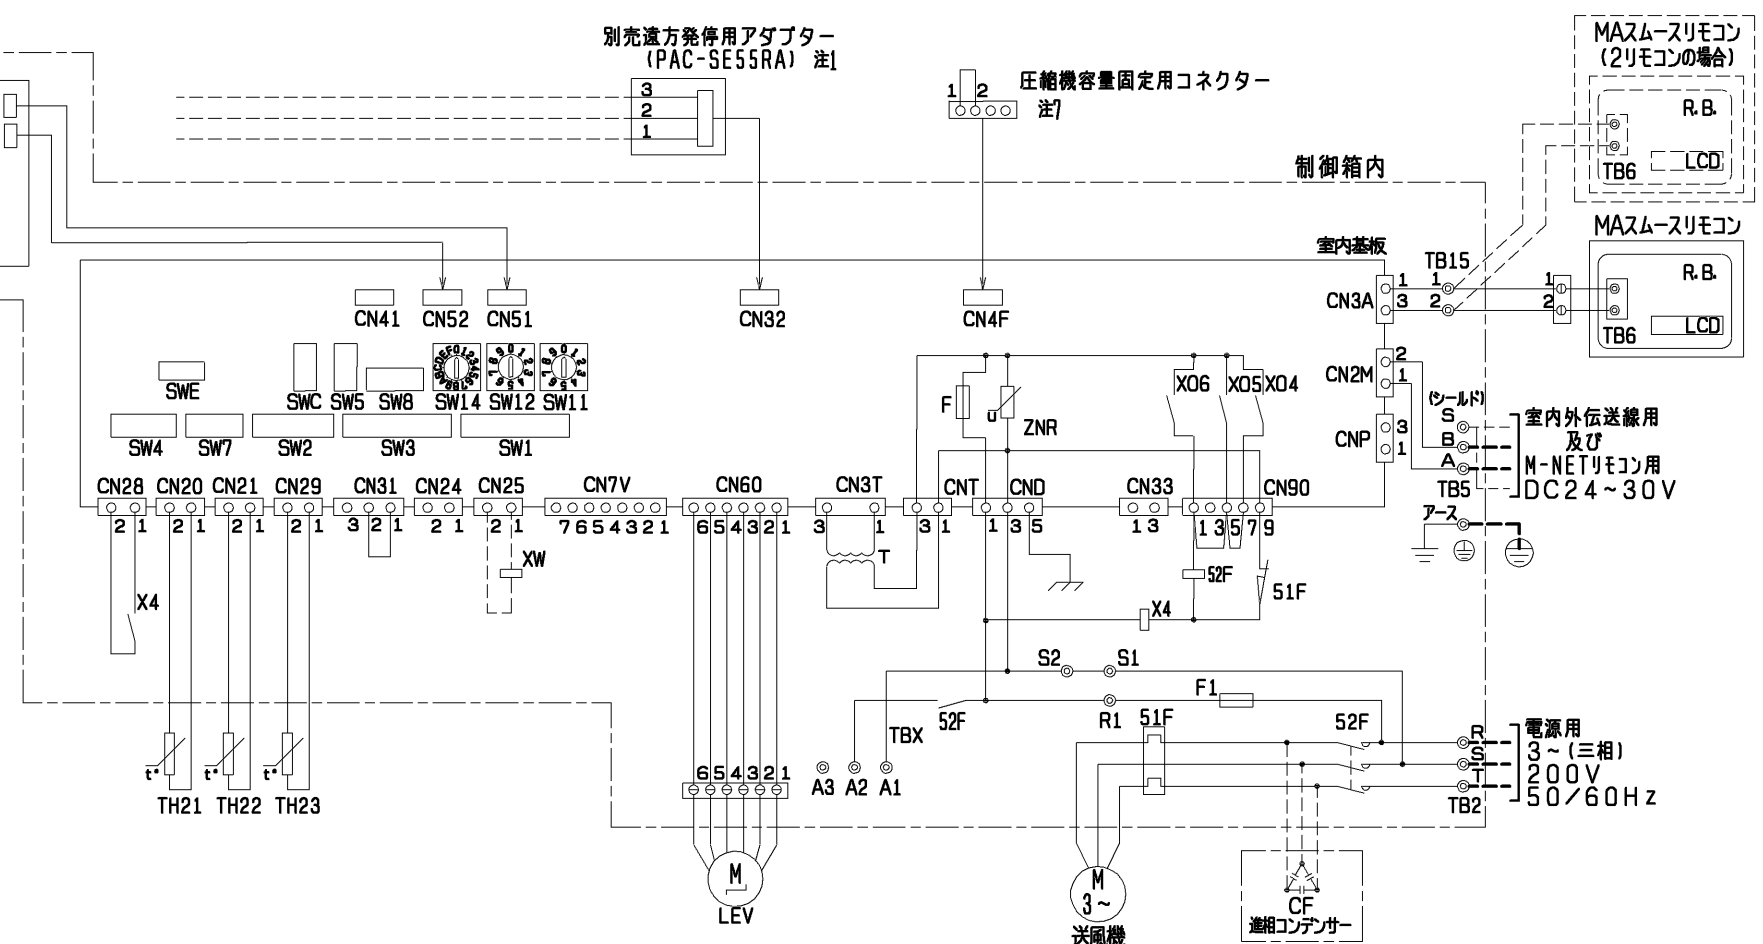 別売遠方発停用アダプター
(PAC-SE55RA) 注1
3
2
1
圧縮機容量固定用コネクター
注7
1 2
MAスムースリモコン
(2リモコンの場合)
R.B.
LCD
TB6
制御箱内
MAスムースリモコン
R.B.
LCD
TB6
室内基板
TB15
CN3A
1 1 1
3 2 2
CN41 CN52 CN51 CN32 CN4F
CN2M
2
1
CNP
3
1
SWE SWC SW5 SW8 SW14 SW12 SW11
SW4 SW7 SW2 SW3 SW1
F
u
ZNR
X06 X05 X04
(シールド)
S
B
A
TB5
室内外伝送線用
及び
M-NETリモコン用
DC24~30V
アース
CN28 CN20 CN21 CN29 CN31 CN24 CN25 CN7V CN60 CN3T CNT CND CN33 CN90
2 1 2 1 2 1 2 1 3 2 1 2 1 2 1 7 6 5 4 3 2 1 6 5 4 3 2 1 3 1 3 1 1 3 5 1 3 1 3 5 7 9
X4
XW
T
52F
51F
X4
S2 S1
F1
R1
52F
TBX
A3 A2 A1
51F
52F
R
S
T
TB2
電源用
3~(三相)
200V
50/60Hz
t°
t°
t°
TH21 TH22 TH23
6 5 4 3 2 1
M
LEV
M
3~
送風機
CF
進相コンデンサー